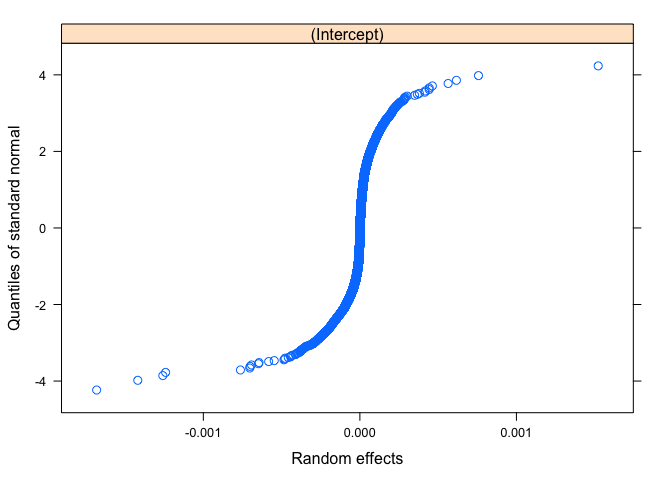 (Intercept)
4
2
0
-2
-4
Quantiles of standard normal
-0.001
0.000
0.001
Random effects